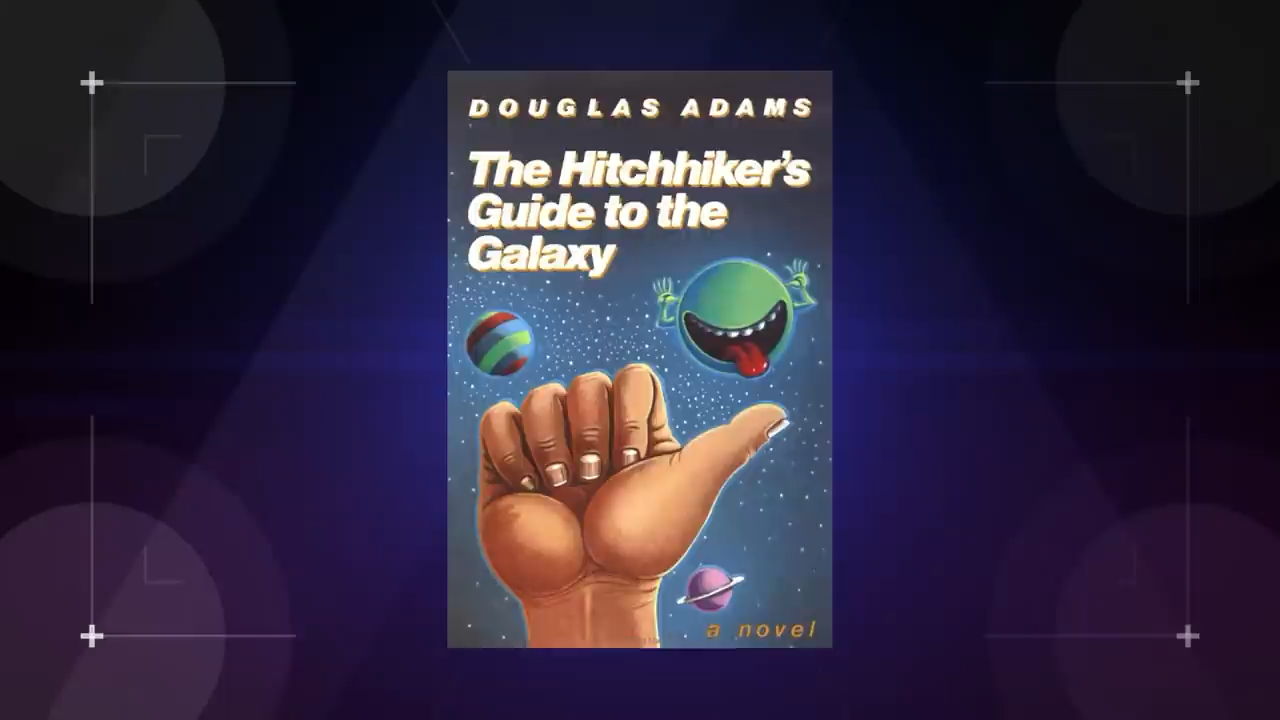 DOUGLAS ADAMS
The Hitchhiker's
Guide to the
Galaxy
a novel